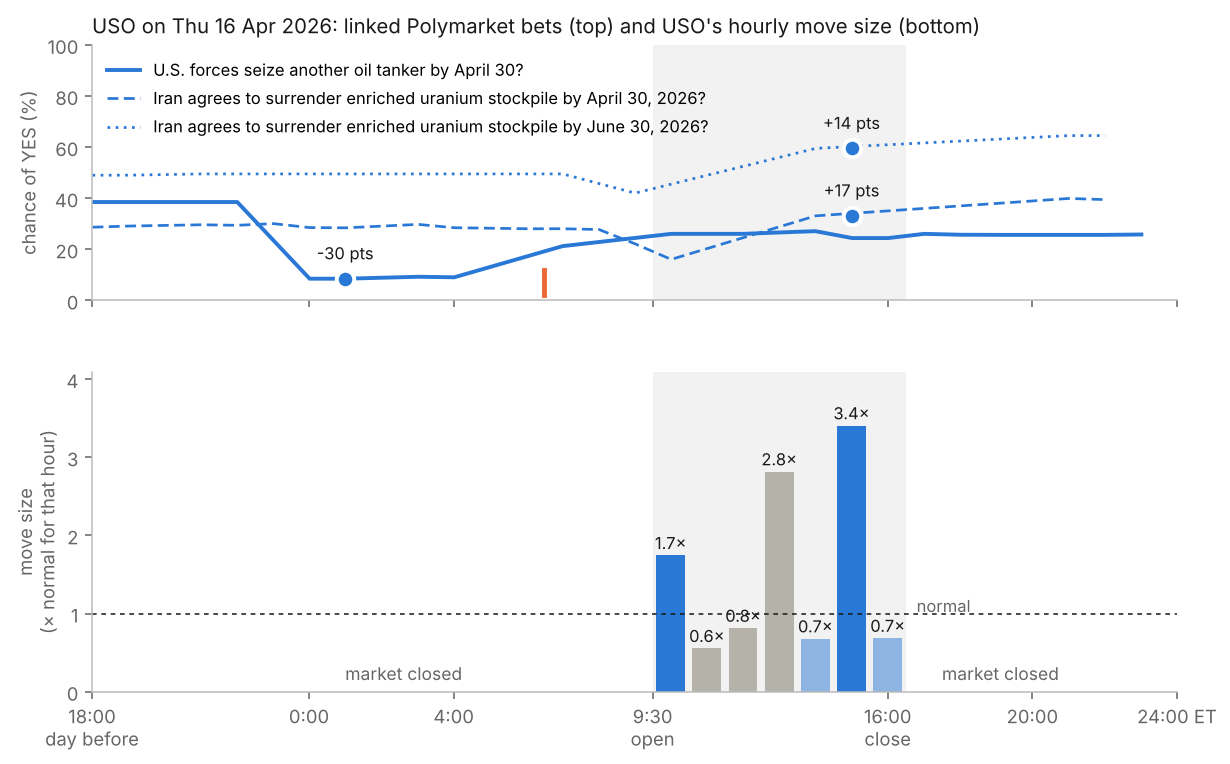 USO on Thu 16 Apr 2026: linked Polymarket bets (top) and USO's hourly move size (bottom)
chance of YES (%)
100
80
60
40
20
0
U.S. forces seize another oil tanker by April 30?
Iran agrees to surrender enriched uranium stockpile by April 30, 2026?
Iran agrees to surrender enriched uranium stockpile by June 30, 2026?
+14 pts
+17 pts
-30 pts
move size
(× normal for that hour)
4
3
2
1
0
3.4×
2.8×
1.7×
0.6×
0.8×
0.7×
0.7×
normal
market closed
market closed
18:00
day before
0:00
4:00
9:30
open
16:00
close
20:00
24:00 ET